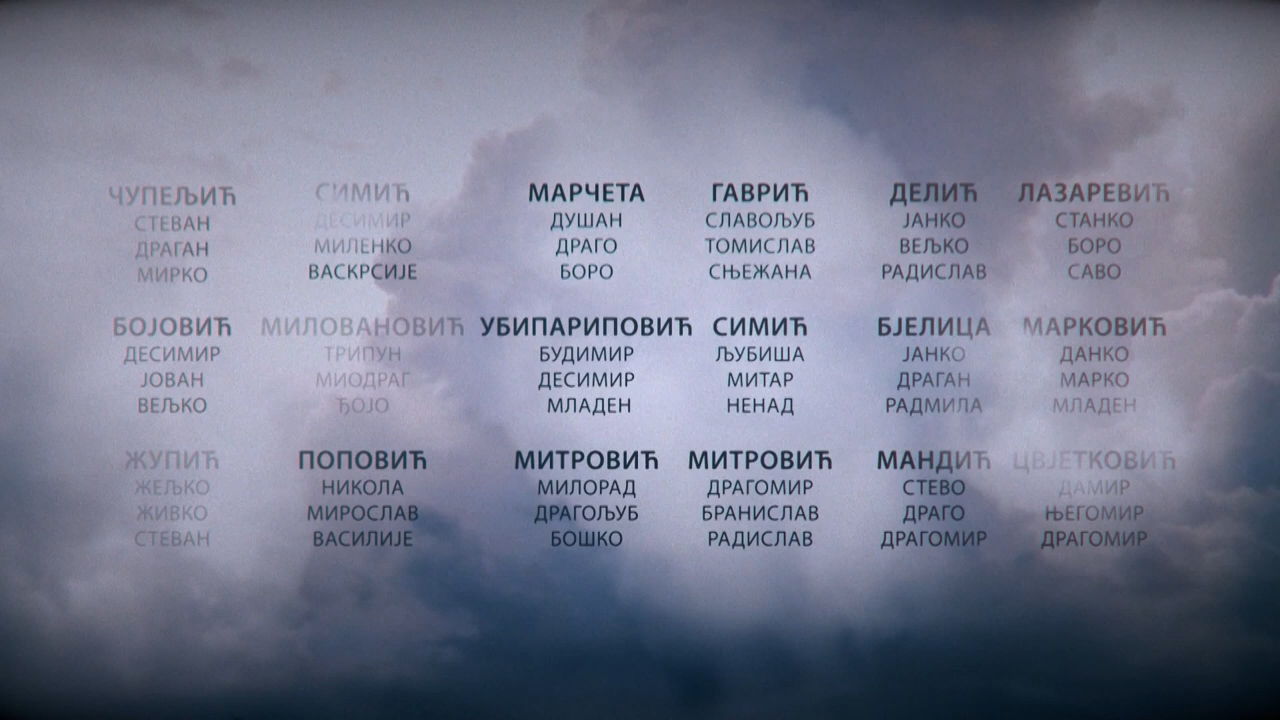 ЧУПЕЉИЋ
СТЕВАН
ДРАГАН
МИРКО
СИМИЋ
ДЕСИМИР
МИЛЕНКО
ВАСКРСИЈЕ
МАРЧЕТА
ДУШАН
ДРАГО
БОРО
ГАВРИЋ
СЛАВОЉУБ
ТОМИСЛАВ
СЊЕЖАНА
ДЕЛИЋ
ЈАНКО
ВЕЉКО
РАДИСЛАВ
ЛАЗАРЕВИЋ
СТАНКО
БОРО
САВО
БОЈОВИЋ
ДЕСИМИР
ЈОВАН
ВЕЉКО
МИЛОВАНОВИЋ
ТРИПУН
МИОДРАГ
ЂОЈО
УБИПАРИПОВИЋ
БУДИМИР
ДЕСИМИР
МЛАДЕН
СИМИЋ
ЉУБИША
МИТАР
НЕНАД
БЈЕЛИЦА
ЈАНКО
ДРАГАН
РАДМИЛА
МАРКОВИЋ
ДАНКО
МАРКО
МЛАДЕН
ЖУПИЋ
ЖЕЉКО
ЖИВКО
СТЕВАН
ПОПОВИЋ
НИКОЛА
МИРОСЛАВ
ВАСИЛИЈЕ
МИТРОВИЋ
МИЛОРАД
ДРАГОЉУБ
БОШКО
МИТРОВИЋ
ДРАГОМИР
БРАНИСЛАВ
РАДИСЛАВ
МАНДИЋ
СТЕВО
ДРАГО
ДРАГОМИР
ЦВЈЕТКОВИЋ
ДАМИР
ЊЕГОМИР
ДРАГОМИР